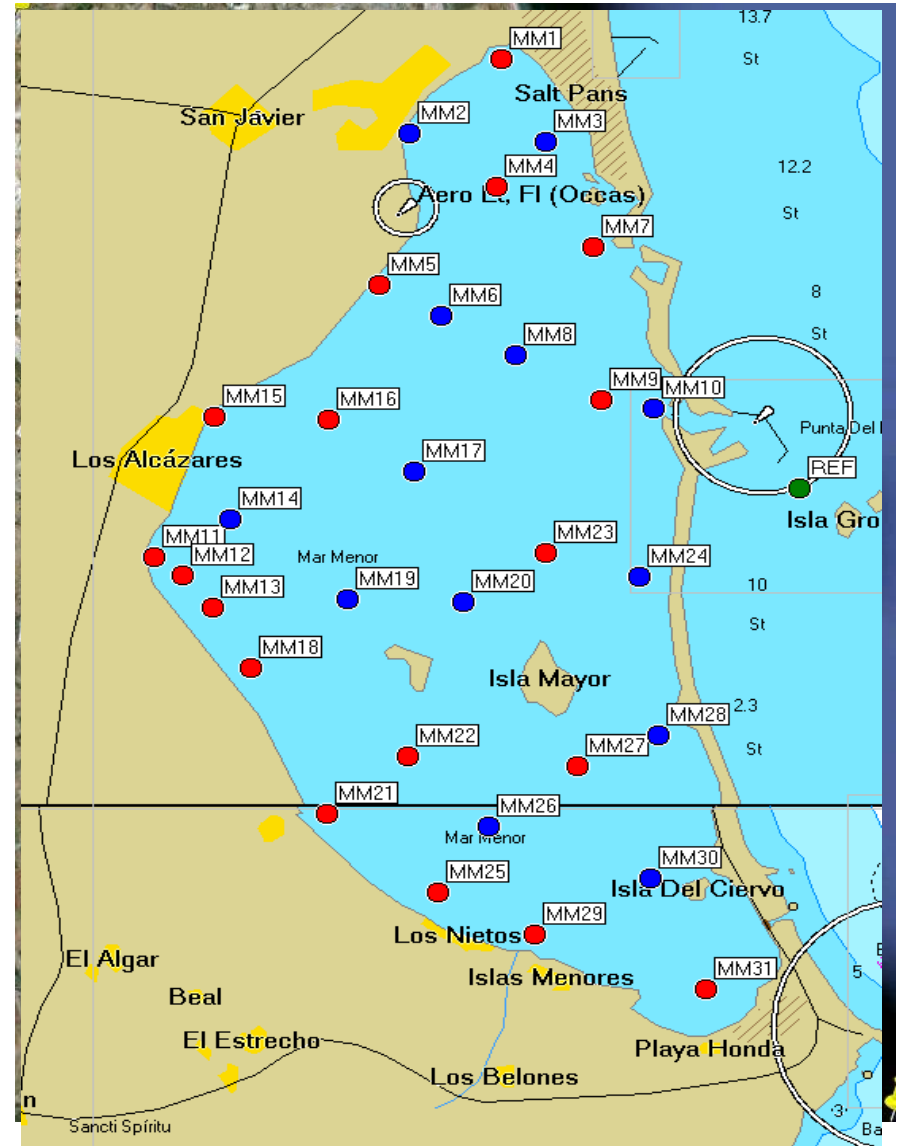 13.7
MM1
St
Salt Pans
San Javier
MM2
MM3
12.2
MM4
Aero Lt, Fl (Occas)
St
MM7
MM5
8
MM6
St
MM8
MM9
MM10
MM15
MM16
Punta Del
Los Alcázares
MM17
REF
MM14
Isla Gro
MM11
MM12
MM23
Mar Menor
MM24
MM13
MM19
MM20
10
St
MM18
Isla Mayor
2.3
MM28
MM22
St
MM27
MM21
MM26
Mar Menor
MM30
MM25
Isla Del Ciervo
MM29
Los Nietos
El Algar
5
MM31
Islas Menores
Beal
El Estrecho
Playa Honda
Los Belones
n
3
Sancti Spíritu
Ba